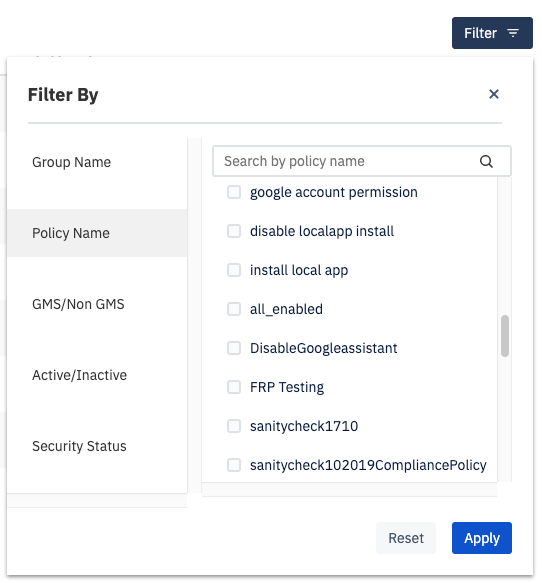 Filter
Filter By
Group Name
Policy Name
GMS/Non GMS
Active/Inactive
Security Status
Search by policy name
google account permission
disable localapp install
install local app
all_enabled
DisableGoogleassistant
FRP Testing
sanitycheck1710
sanitycheck102019CompliancePolicy
Reset
Apply